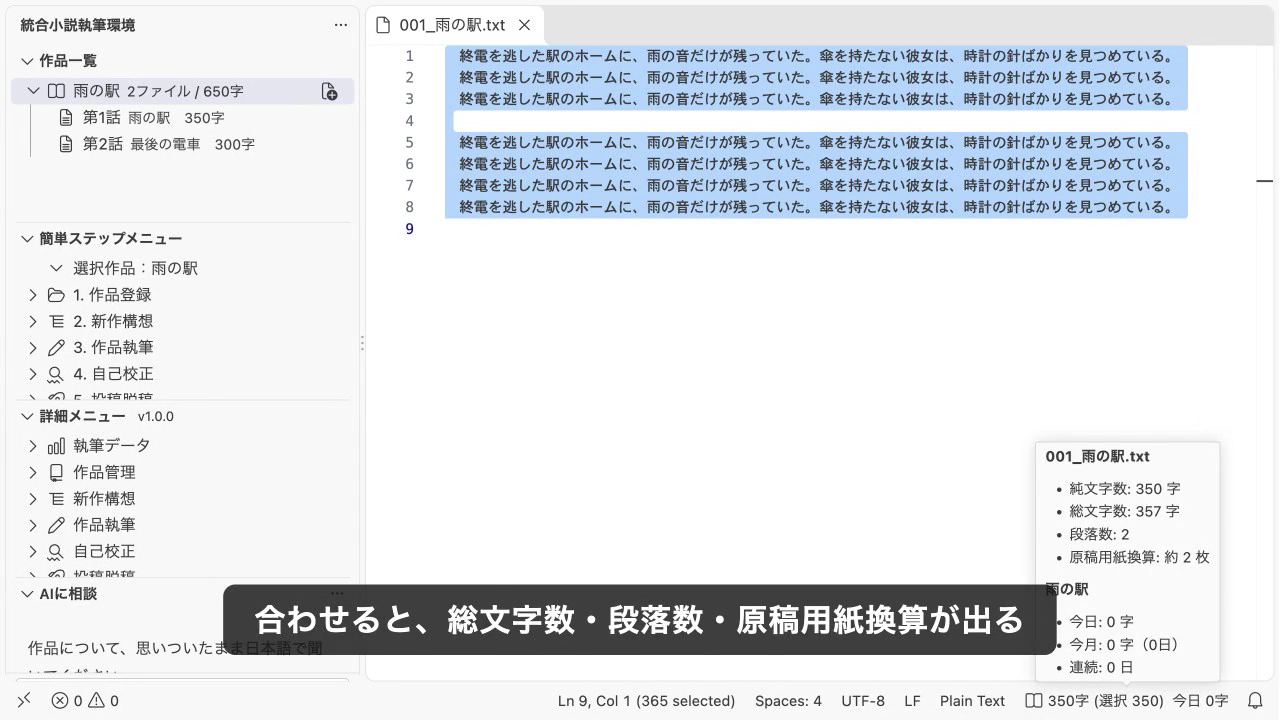 統合小説執筆環境
作品一覧
雨の駅 2ファイル / 650字
第1話 雨の駅 350字
第2話 最後の電車 300字
簡単ステップメニュー
選択作品：雨の駅
1. 作品登録
2. 新作構想
3. 作品執筆
4. 自己校正
5. 投稿脱稿
詳細メニュー v1.0.0
執筆データ
作品管理
新作構想
作品執筆
自己校正
投稿脱稿
AIに相談
作品について、思いついたまま日本語で聞
いてください
001_雨の駅.txt
1 終電を逃した駅のホームに、雨の音だけが残っていた。傘を持たない彼女は、時計の針ばかりを見つめている。
2 終電を逃した駅のホームに、雨の音だけが残っていた。傘を持たない彼女は、時計の針ばかりを見つめている。
3 終電を逃した駅のホームに、雨の音だけが残っていた。傘を持たない彼女は、時計の針ばかりを見つめている。
4
5 終電を逃した駅のホームに、雨の音だけが残っていた。傘を持たない彼女は、時計の針ばかりを見つめている。
6 終電を逃した駅のホームに、雨の音だけが残っていた。傘を持たない彼女は、時計の針ばかりを見つめている。
7 終電を逃した駅のホームに、雨の音だけが残っていた。傘を持たない彼女は、時計の針ばかりを見つめている。
8 終電を逃した駅のホームに、雨の音だけが残っていた。傘を持たない彼女は、時計の針ばかりを見つめている。
9
001_雨の駅.txt
• 純文字数: 350 字
• 総文字数: 357 字
• 段落数: 2
• 原稿用紙換算: 約 2 枚
雨の駅
• 今日: 0 字
• 今月: 0 字（0日）
• 連続: 0 日
合わせると、総文字数・段落数・原稿用紙換算が出る
0 0
Ln 9, Col 1 (365 selected) Spaces: 4 UTF-8 LF Plain Text 350字 (選択 350) 今日 0字